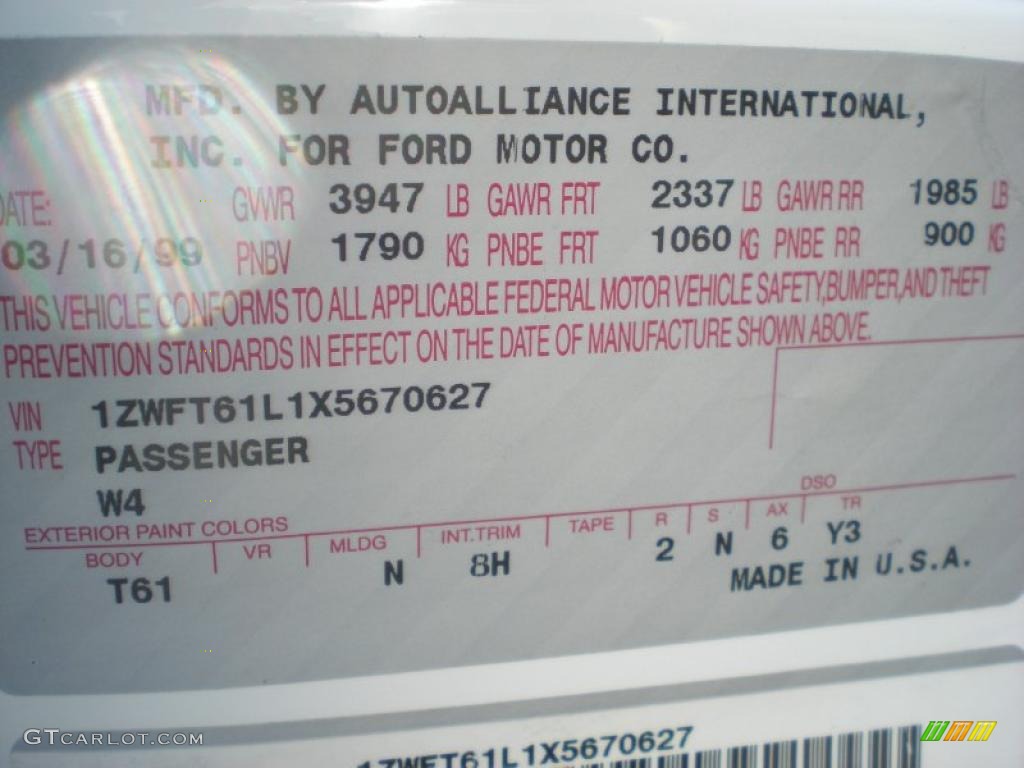 MFD. BY AUTOALLIANCE INTERNATIONAL,
INC. FOR FORD MOTOR CO.
DATE: GVWR 3947 LB GAWR FRT 2337 LB GAWR RR 1985 LB
03/16/99 PNBV 1790 KG PNBE FRT 1060 KG PNBE RR 900 KG
THIS VEHICLE CONFORMS TO ALL APPLICABLE FEDERAL MOTOR VEHICLE SAFETY,BUMPER,AND THEFT
PREVENTION STANDARDS IN EFFECT ON THE DATE OF MANUFACTURE SHOWN ABOVE.
VIN 1ZWFT61L1X5670627
TYPE PASSENGER
W4
EXTERIOR PAINT COLORS DSO
BODY VR MLDG INT.TRIM TAPE R S AX TR
T61 N 8H 2 N 6 Y3
MADE IN U.S.A.
1ZWFT61L1X5670627
GTCARLOT.COM